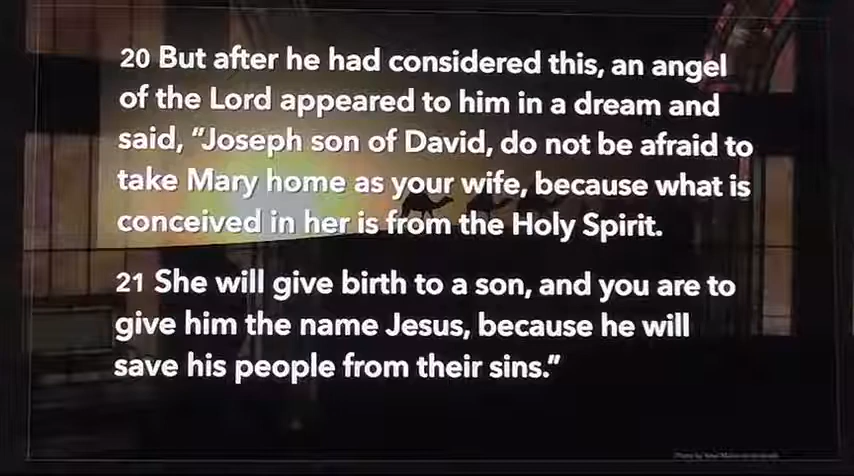 20 But after he had considered this, an angel
of the Lord appeared to him in a dream and
said, "Joseph son of David, do not be afraid to
take Mary home as your wife, because what is
conceived in her is from the Holy Spirit.
21 She will give birth to a son, and you are to
give him the name Jesus, because he will
save his people from their sins."
Photo by